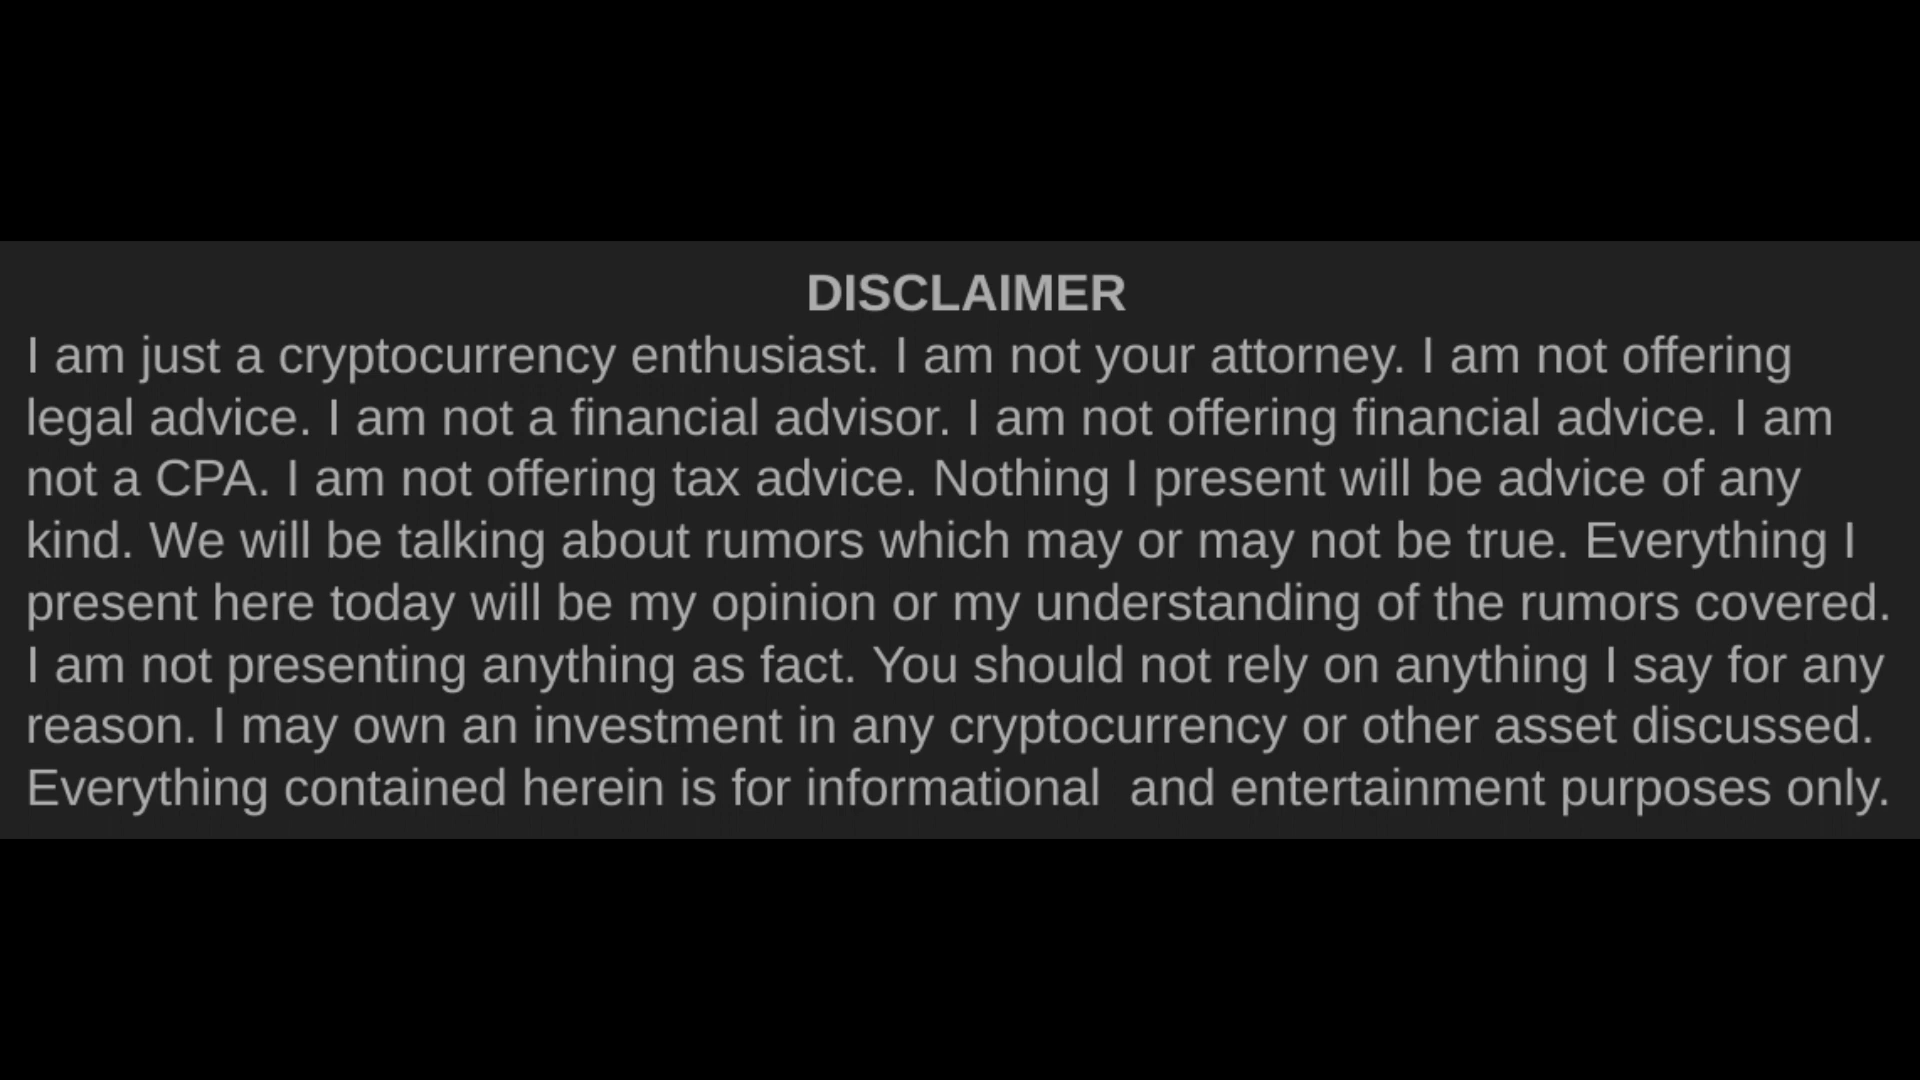 DISCLAIMER
I am just a cryptocurrency enthusiast. I am not your attorney. I am not offering
legal advice. I am not a financial advisor. I am not offering financial advice. I am
not a CPA. I am not offering tax advice. Nothing I present will be advice of any
kind. We will be talking about rumors which may or may not be true. Everything I
present here today will be my opinion or my understanding of the rumors covered.
I am not presenting anything as fact. You should not rely on anything I say for any
reason. I may own an investment in any cryptocurrency or other asset discussed.
Everything contained herein is for informational  and entertainment purposes only.